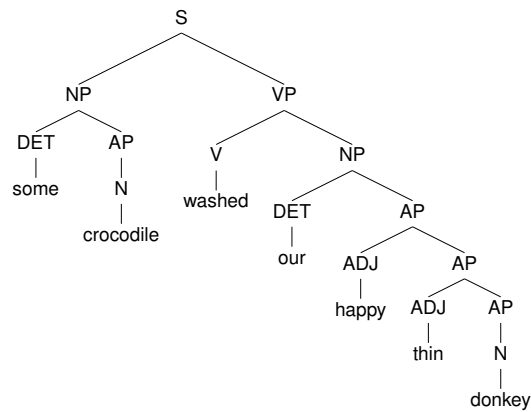 S
NP VP
DET AP V NP
some N washed DET AP
crocodile our ADJ AP
happy ADJ AP
thin N
donkey